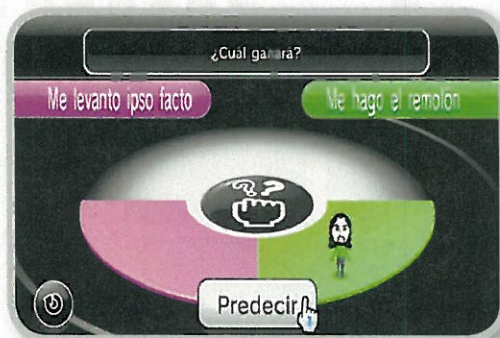 ¿Cuál ganará?
Me levanto ipso facto
Me hago el remolón
??
Predecir